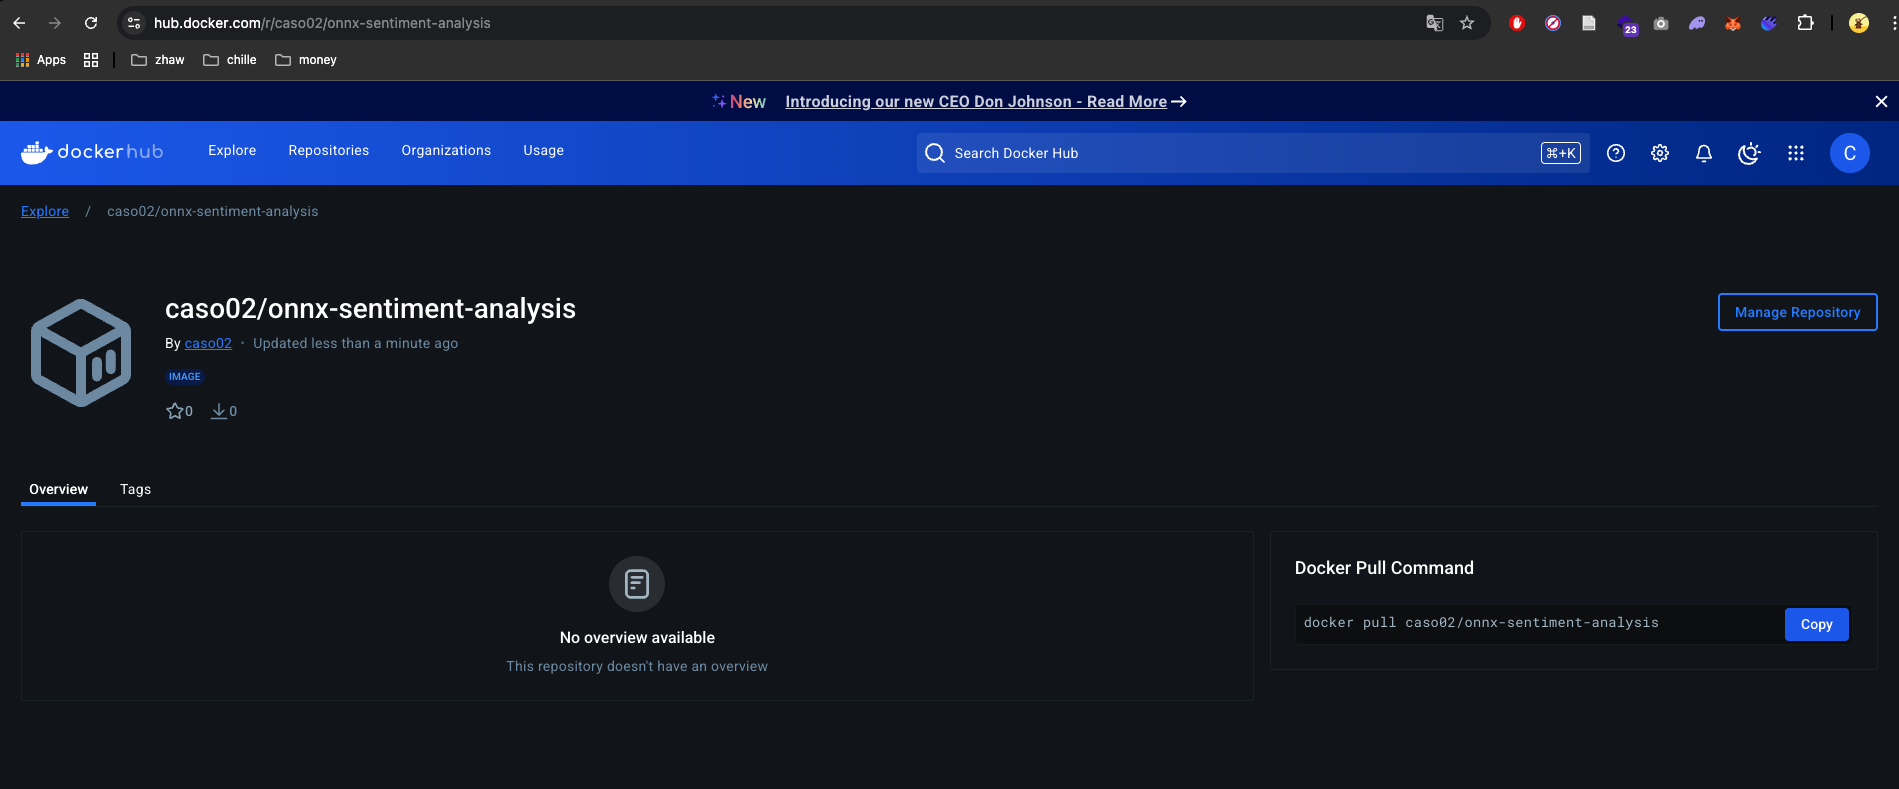 hub.docker.com/r/caso02/onnx-sentiment-analysis
23
Apps
zhaw
chille
money
New Introducing our new CEO Don Johnson - Read More
dockerhub
Explore
Repositories
Organizations
Usage
Search Docker Hub
⌘+K
C
Explore / caso02/onnx-sentiment-analysis
caso02/onnx-sentiment-analysis
Manage Repository
By caso02 · Updated less than a minute ago
IMAGE
0
0
Overview
Tags
No overview available
This repository doesn't have an overview
Docker Pull Command
docker pull caso02/onnx-sentiment-analysis
Copy